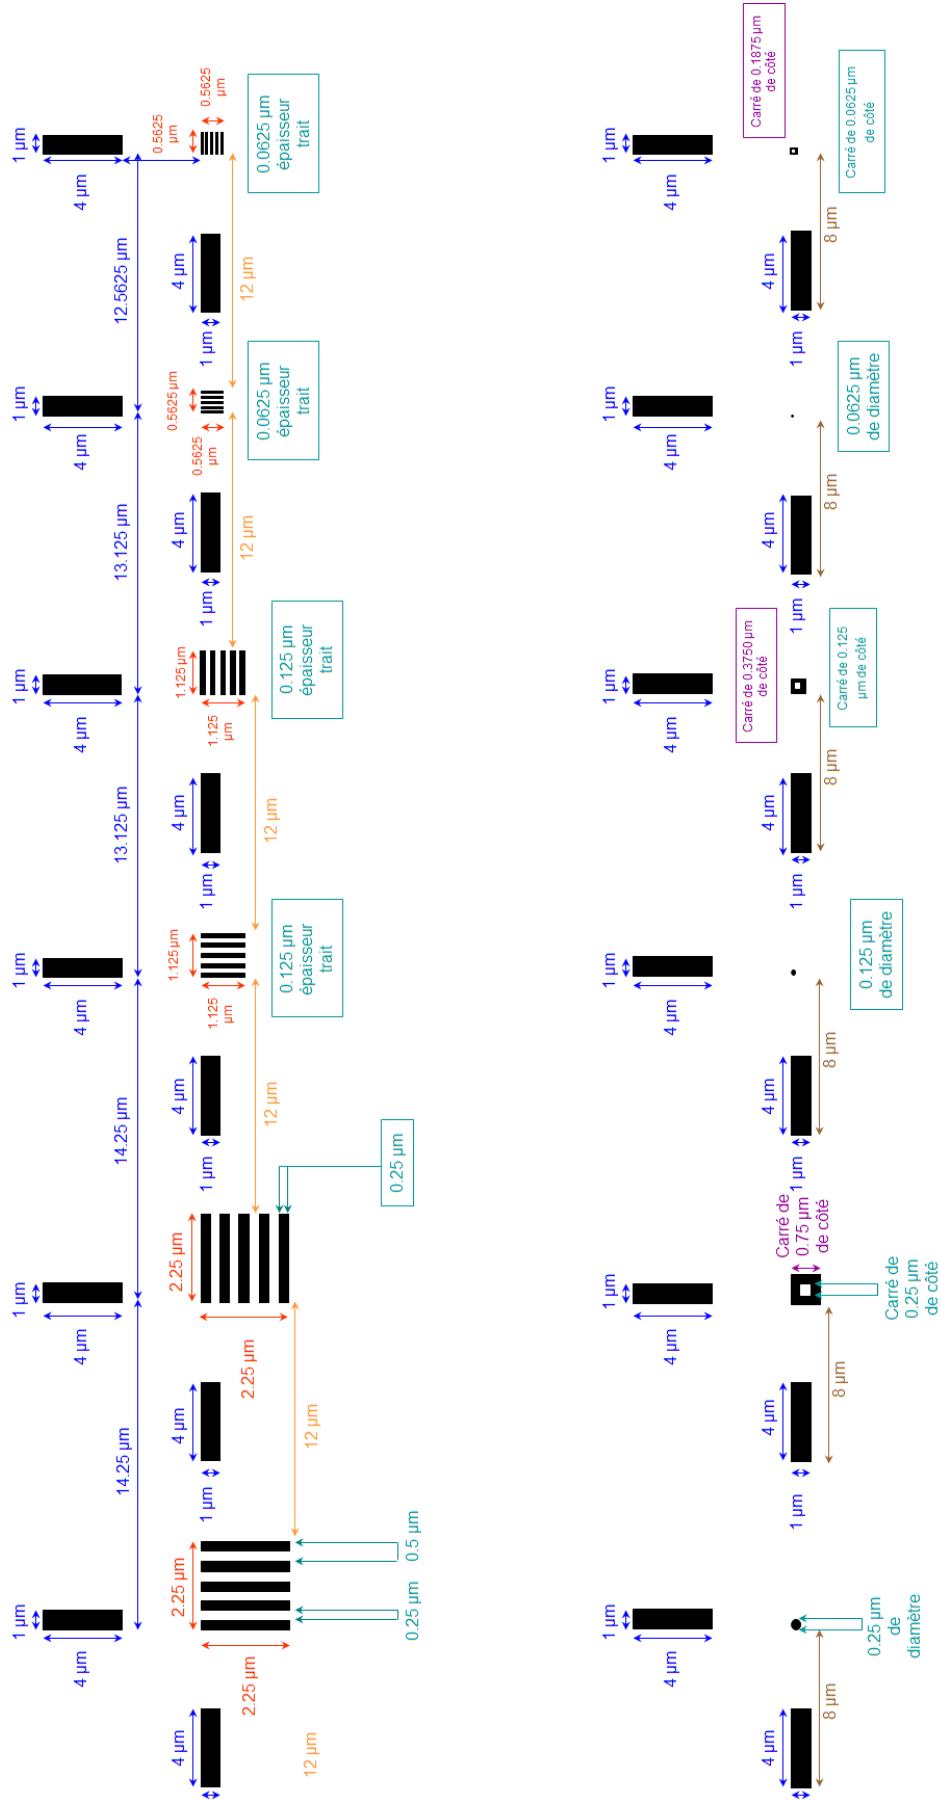 1 µm
1 µm
1 µm
1 µm
1 µm
1 µm
4 µm
4 µm
4 µm
4 µm
4 µm
4 µm
14.25 µm
14.25 µm
13.125 µm
13.125 µm
12.5625 µm
4 µm
2.25 µm
4 µm
2.25 µm
4 µm
1.125 µm
4 µm
1.125 µm
4 µm
0.5625 µm
4 µm
0.5625
µm
1 µm
1 µm
1 µm
1 µm
1 µm
2.25 µm
2.25 µm
1.125
µm
1.125
µm
0.5625
µm
0.5625
µm
12 µm
12 µm
12 µm
12 µm
12 µm
12 µm
0.25 µm
0.5 µm
0.25 µm
0.125 µm
épaisseur
trait
0.125 µm
épaisseur
trait
0.0625 µm
épaisseur
trait
0.0625 µm
épaisseur
trait
1 µm
1 µm
1 µm
1 µm
1 µm
1 µm
4 µm
4 µm
4 µm
4 µm
4 µm
4 µm
Carré de
0.75 µm
de côté
Carré de 0.3750 µm
de côté
Carré de 0.1875 µm
de côté
4 µm
4 µm
4 µm
4 µm
4 µm
4 µm
1 µm
1 µm
1 µm
1 µm
1 µm
8 µm
8 µm
8 µm
8 µm
8 µm
8 µm
0.25 µm
de
diamètre
Carré de
0.25 µm
de côté
0.125 µm
de diamètre
Carré de 0.125
µm de côté
0.0625 µm
de diamètre
Carré de 0.0625 µm
de côté